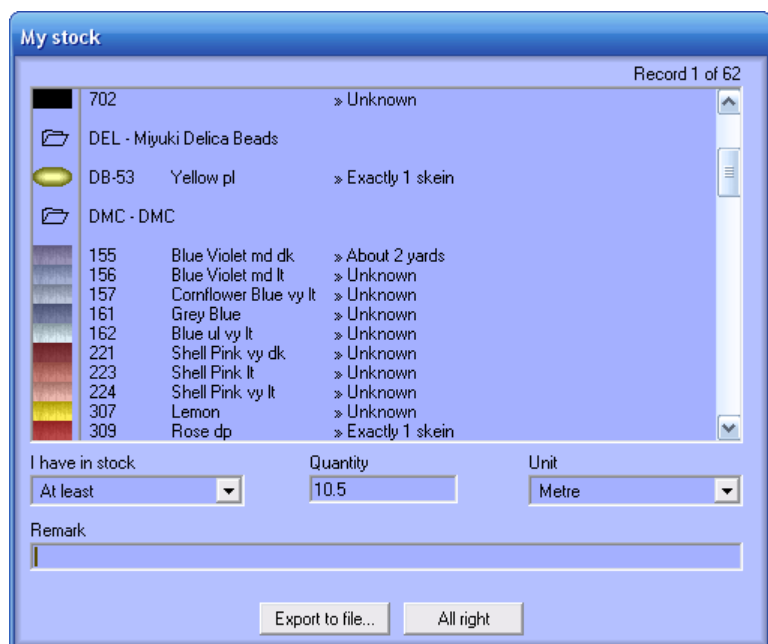 My stock
Record 1 of 62
702 » Unknown
DEL - Miyuki Delica Beads
DB-53 Yellow pl » Exactly 1 skein
DMC - DMC
155 Blue Violet md dk » About 2 yards
156 Blue Violet md lt » Unknown
157 Cornflower Blue vy lt » Unknown
161 Grey Blue » Unknown
162 Blue ul vy lt » Unknown
221 Shell Pink vy dk » Unknown
223 Shell Pink lt » Unknown
224 Shell Pink vy lt » Unknown
307 Lemon » Unknown
309 Rose dp » Exactly 1 skein
I have in stock Quantity Unit
At least 10.5 Metre
Remark
Export to file... All right